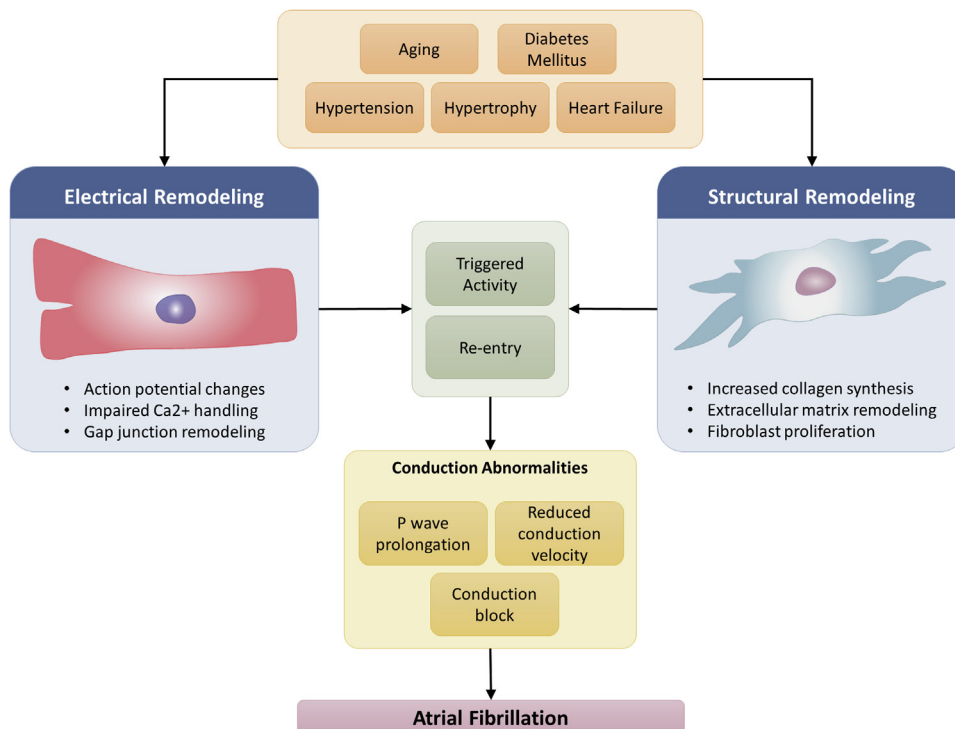 Aging
Diabetes
Mellitus
Hypertension
Hypertrophy
Heart Failure
Electrical Remodeling
• Action potential changes
• Impaired Ca2+ handling
• Gap junction remodeling
Triggered
Activity
Re-entry
Structural Remodeling
• Increased collagen synthesis
• Extracellular matrix remodeling
• Fibroblast proliferation
Conduction Abnormalities
P wave
prolongation
Reduced
conduction
velocity
Conduction
block
Atrial Fibrillation